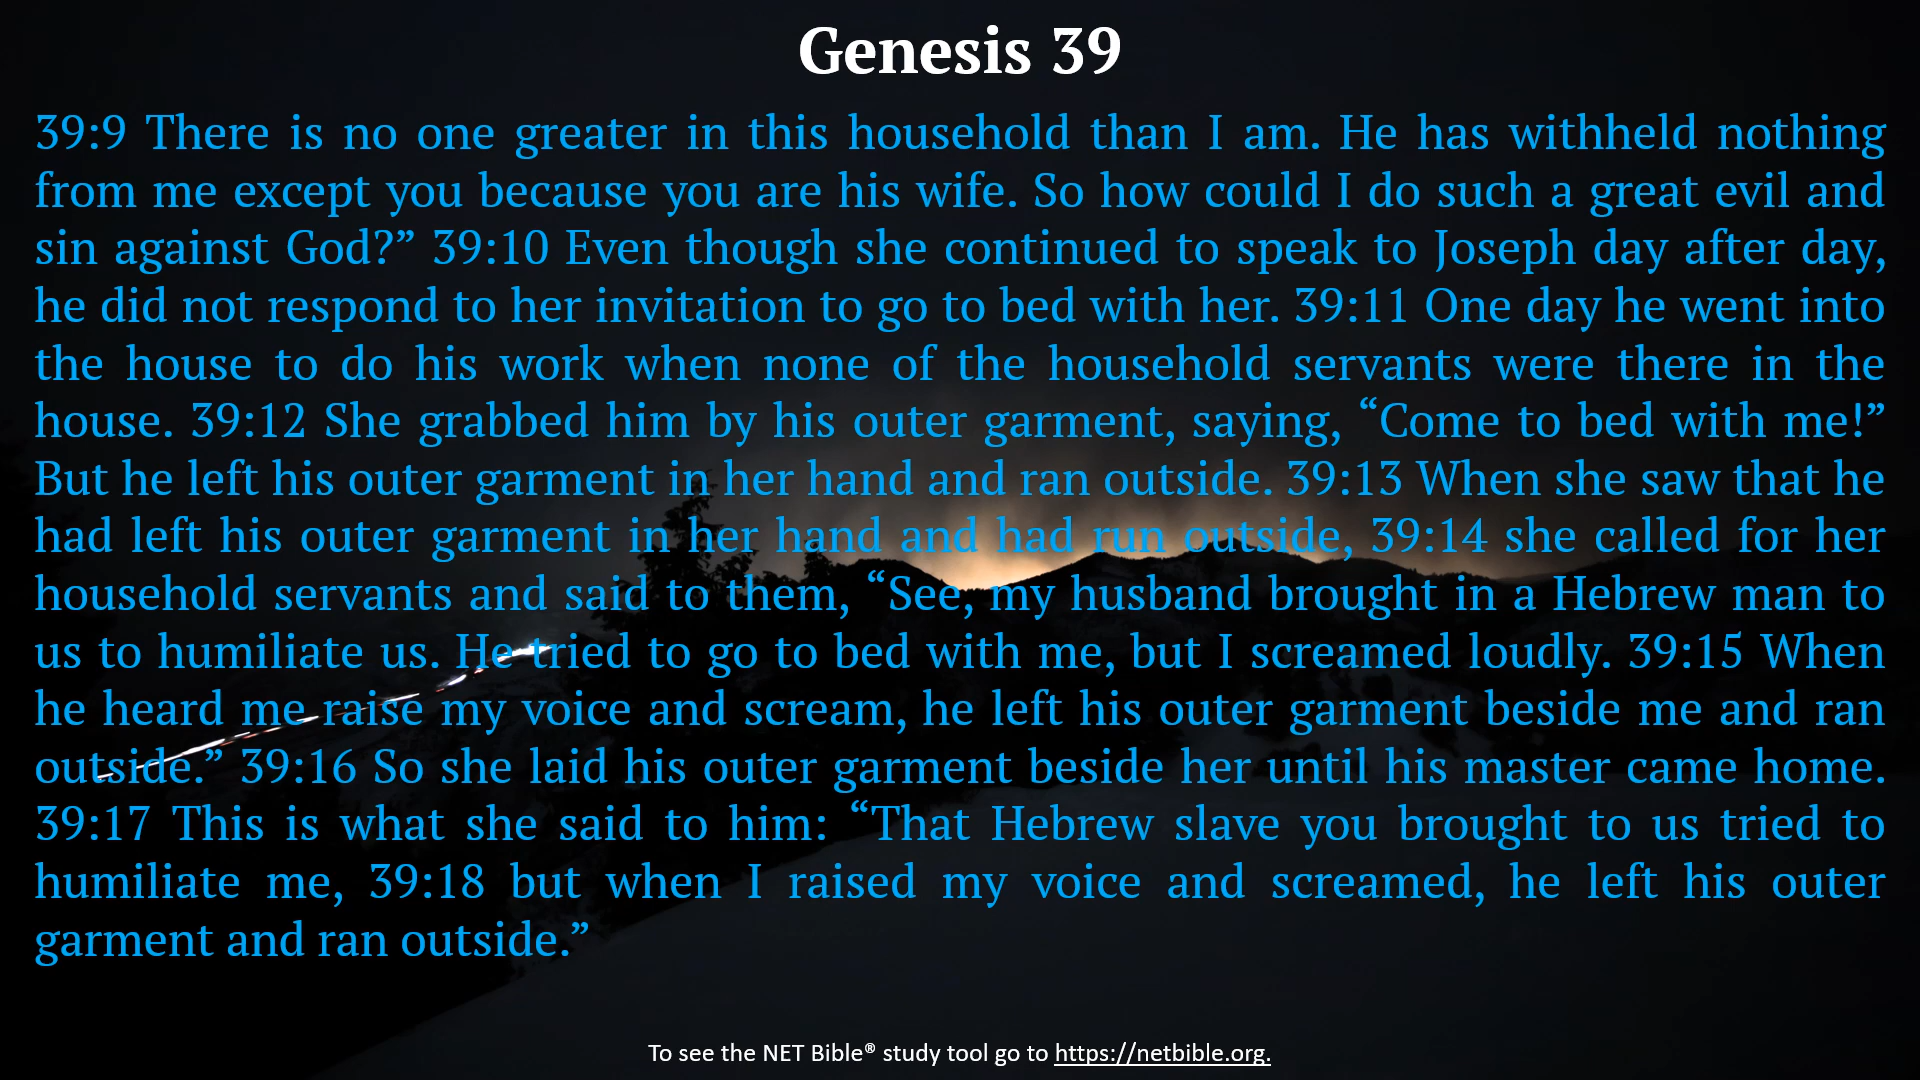 Genesis 39
39:9 There is no one greater in this household than I am. He has withheld nothing
from me except you because you are his wife. So how could I do such a great evil and
sin against God?” 39:10 Even though she continued to speak to Joseph day after day,
he did not respond to her invitation to go to bed with her. 39:11 One day he went into
the house to do his work when none of the household servants were there in the
house. 39:12 She grabbed him by his outer garment, saying, “Come to bed with me!”
But he left his outer garment in her hand and ran outside. 39:13 When she saw that he
had left his outer garment in her hand and had run outside, 39:14 she called for her
household servants and said to them, “See, my husband brought in a Hebrew man to
us to humiliate us. He tried to go to bed with me, but I screamed loudly. 39:15 When
he heard me raise my voice and scream, he left his outer garment beside me and ran
outside.” 39:16 So she laid his outer garment beside her until his master came home.
39:17 This is what she said to him: “That Hebrew slave you brought to us tried to
humiliate me, 39:18 but when I raised my voice and screamed, he left his outer
garment and ran outside.”
To see the NET Bible® study tool go to https://netbible.org.